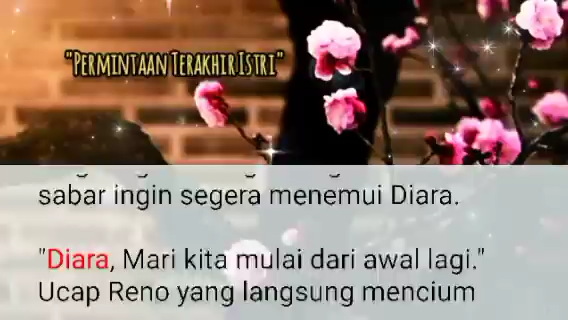 "Permintaan Terakhir Istri"
sabar ingin segera menemui Diara.
"Diara, Mari kita mulai dari awal lagi."
Ucap Reno yang langsung mencium